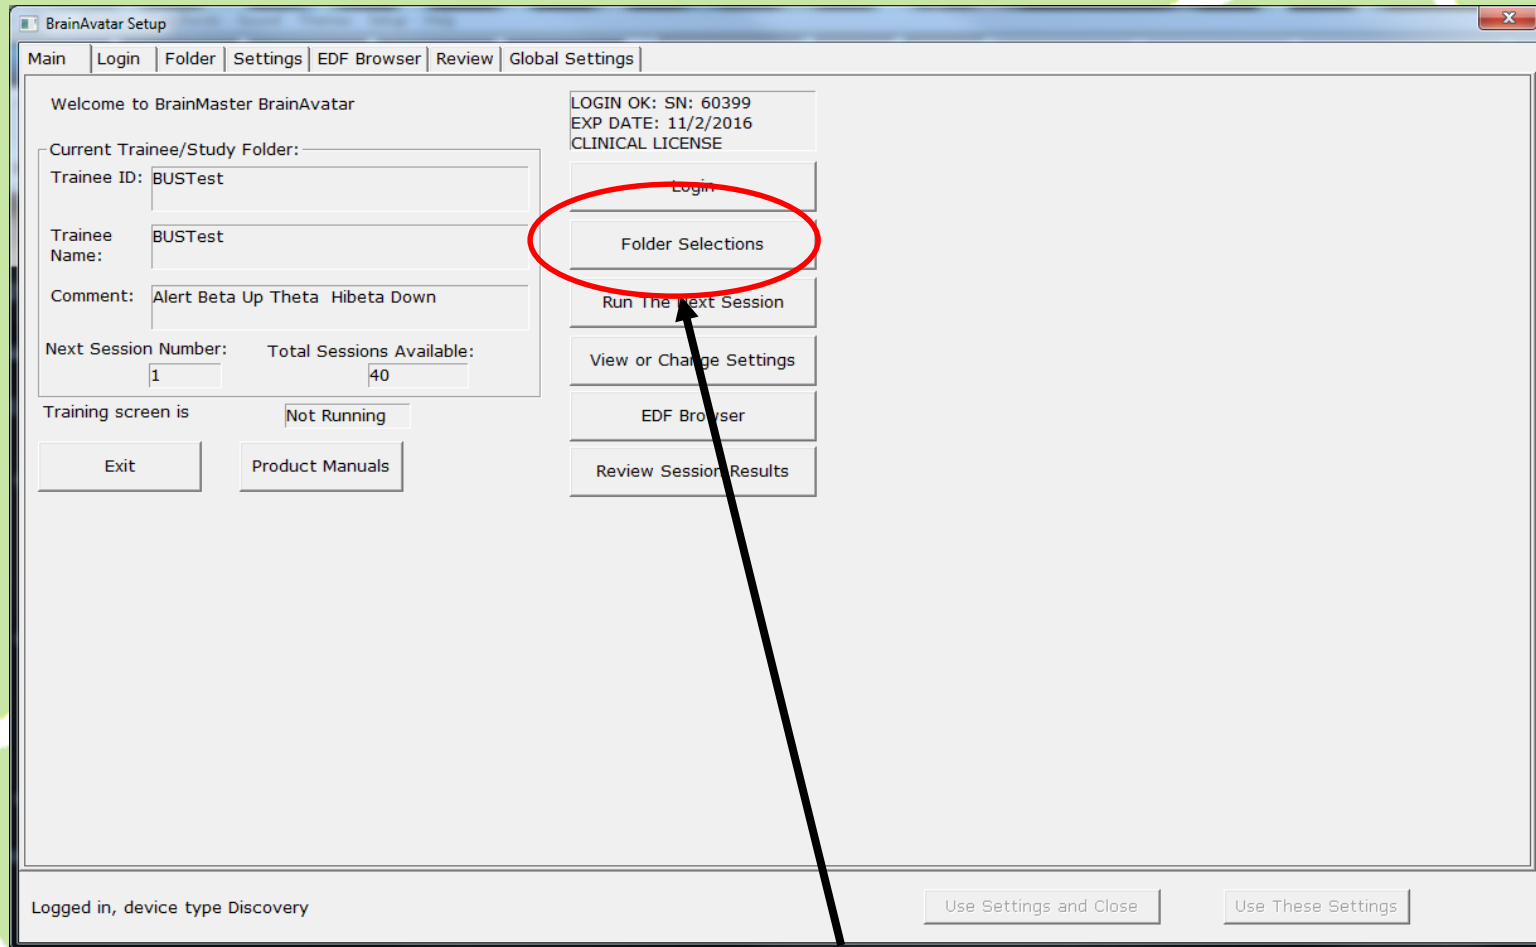 BrainAvatar Setup
Main Login Folder Settings EDF Browser Review Global Settings
Welcome to BrainMaster BrainAvatar
LOGIN OK: SN: 60399
EXP DATE: 11/2/2016
CLINICAL LICENSE
Current Trainee/Study Folder:
Trainee ID: BUSTest
Trainee Name: BUSTest
Comment: Alert Beta Up Theta Hibeta Down
Next Session Number: Total Sessions Available:
1 40
Training screen is Not Running
Exit Product Manuals
Login
Folder Selections
Run The Next Session
View or Change Settings
EDF Browser
Review Session Results
Logged in, device type Discovery
Use Settings and Close Use These Settings